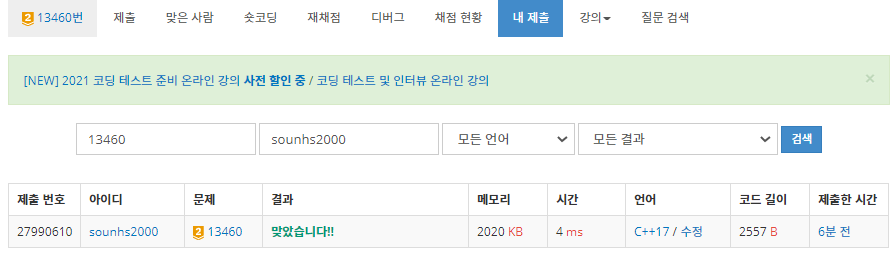 2 13460번 제출 맞은 사람 숏코딩 재채점 디버그 채점 현황 내 제출 강의 질문 검색
[NEW] 2021 코딩 테스트 준비 온라인 강의 사전 할인 중 / 코딩 테스트 및 인터뷰 온라인 강의 ×
13460 sounhs2000 모든 언어 모든 결과 검색
제출 번호 아이디 문제 결과 메모리 시간 언어 코드 길이 제출한 시간
27990610 sounhs2000 2 13460 맞았습니다!! 2020 KB 4 ms C++17 / 수정 2557 B 6분 전